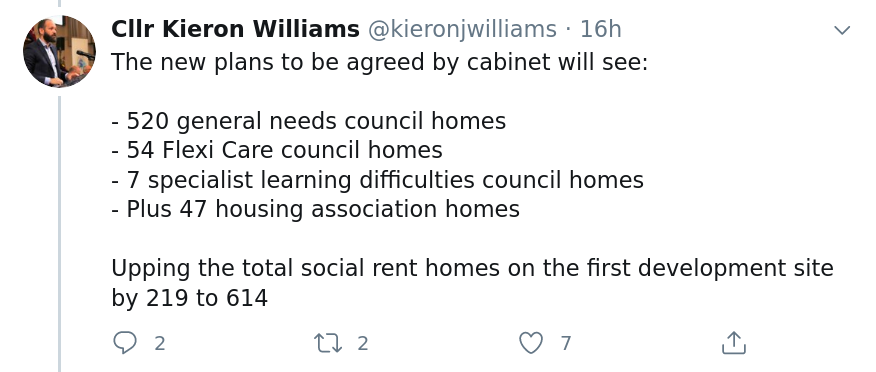 Cllr Kieron Williams @kieronjwilliams · 16h
The new plans to be agreed by cabinet will see:
- 520 general needs council homes
- 54 Flexi Care council homes
- 7 specialist learning difficulties council homes
- Plus 47 housing association homes
Upping the total social rent homes on the first development site
by 219 to 614
2 2 7